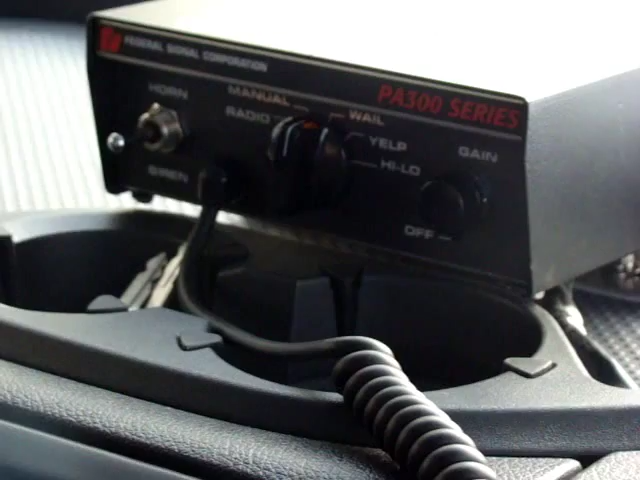 FEDERAL SIGNAL CORPORATION
PA300 SERIES
HORN
SIREN
MANUAL
RADIO
WAIL
YELP
HI-LO
GAIN
OFF